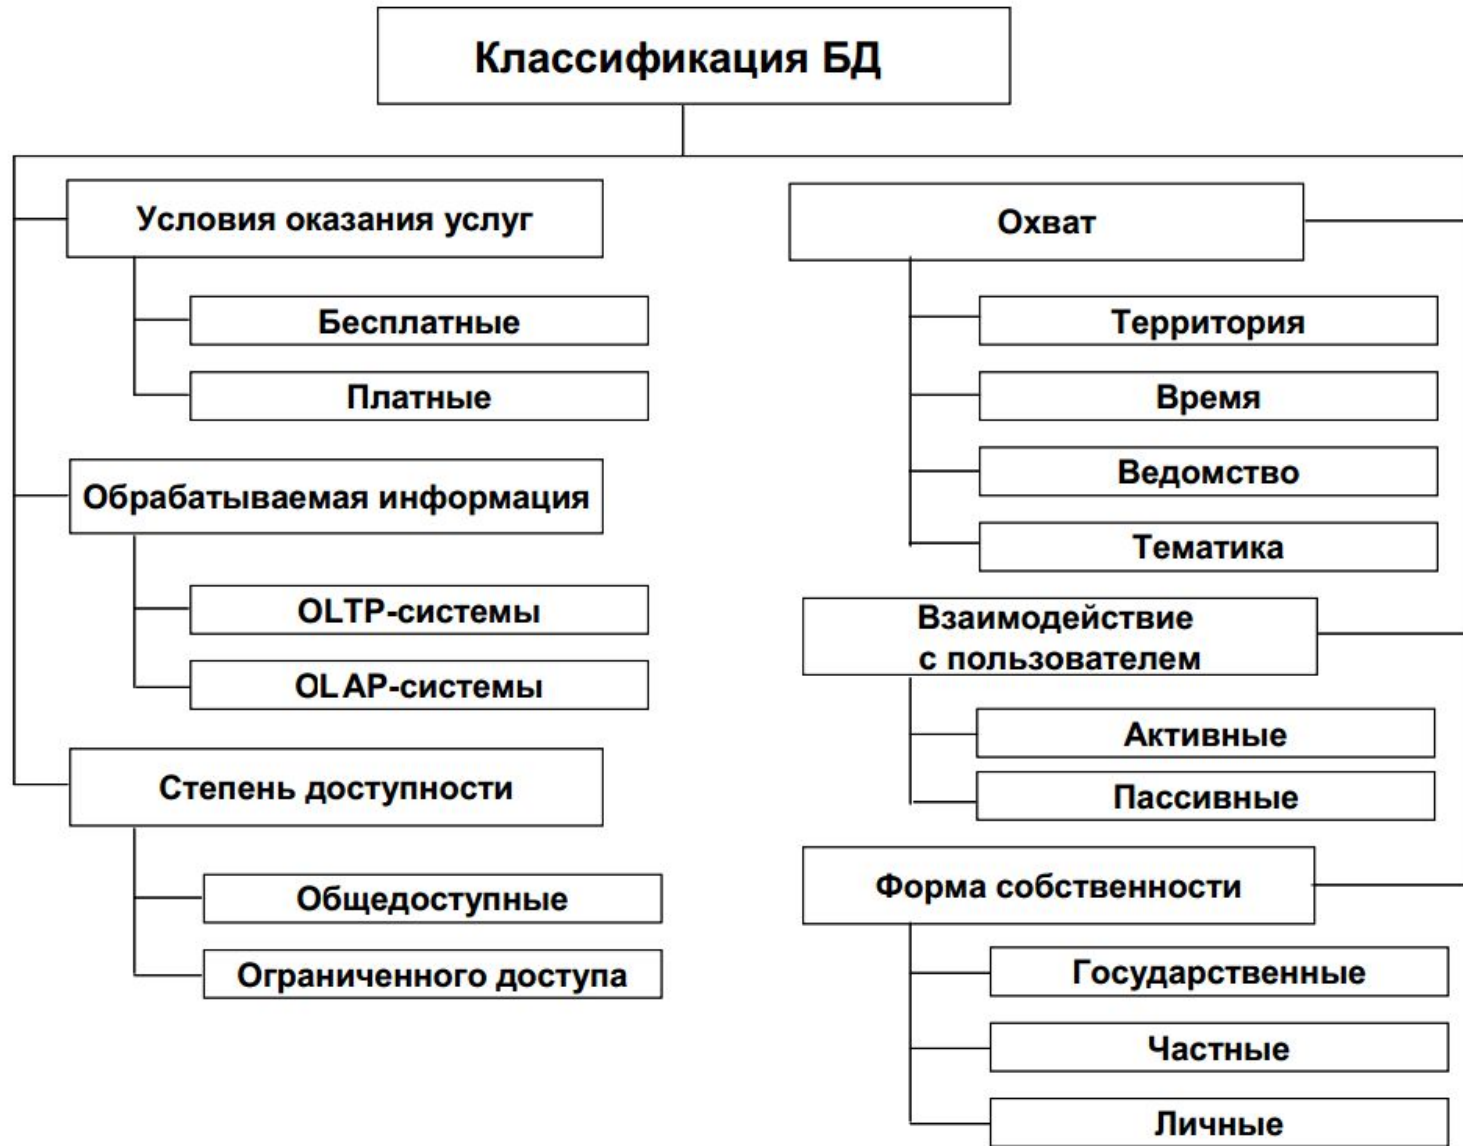 Классификация БД
Условия оказания услуг
Бесплатные
Платные
Обрабатываемая информация
OLTP-системы
OLAP-системы
Степень доступности
Общедоступные
Ограниченного доступа
Охват
Территория
Время
Ведомство
Тематика
Взаимодействие
с пользователем
Активные
Пассивные
Форма собственности
Государственные
Частные
Личные